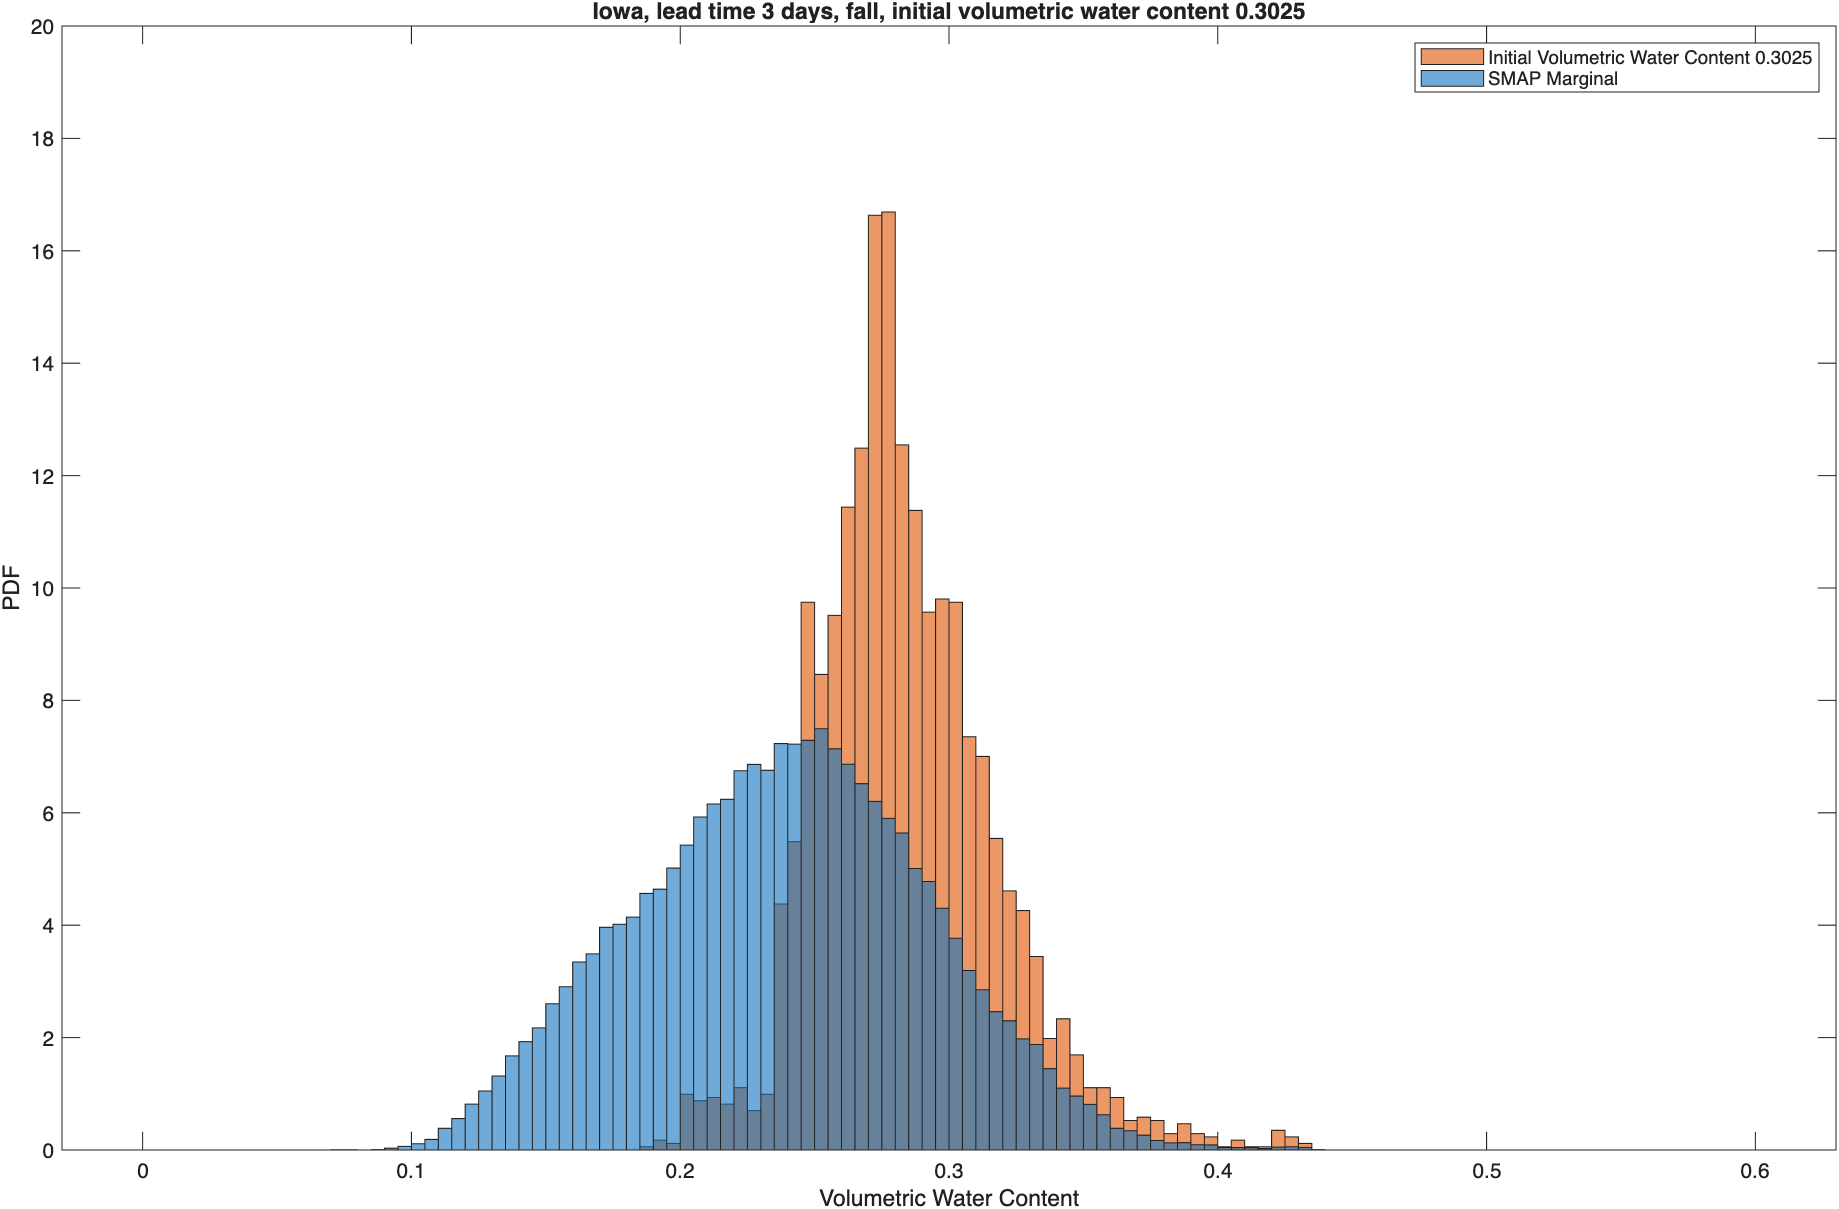 Iowa, lead time 3 days, fall, initial volumetric water content 0.3025
Initial Volumetric Water Content 0.3025
SMAP Marginal
20
18
16
14
12
10
8
6
4
2
0
PDF
0 0.1 0.2 0.3 0.4 0.5 0.6
Volumetric Water Content